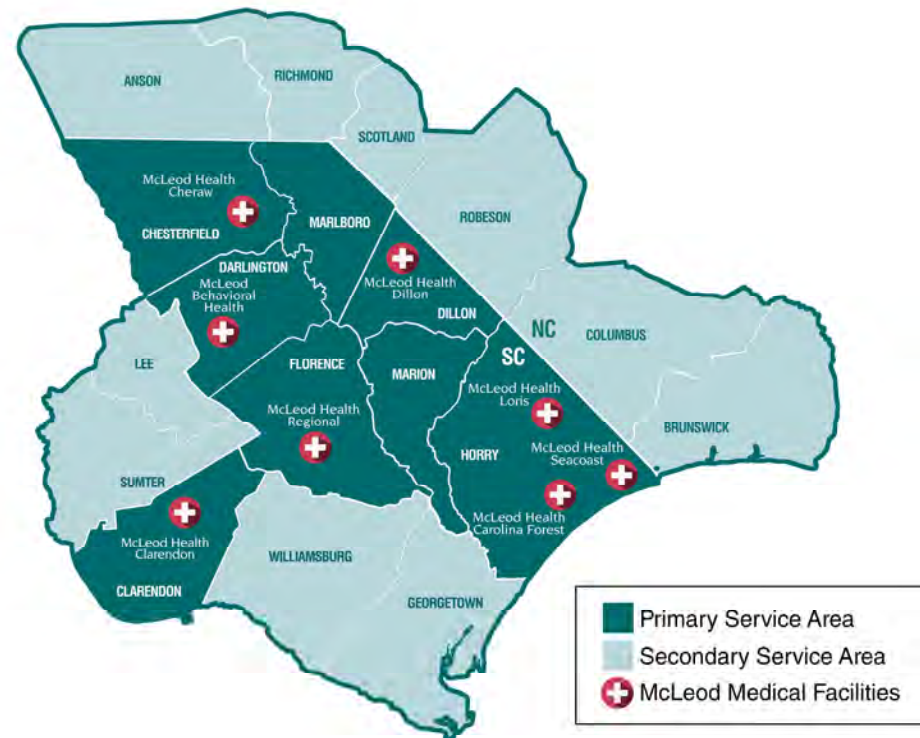 ANSON
RICHMOND
SCOTLAND
McLeod Health
Cheraw
CHESTERFIELD
MARLBORO
ROBESON
DARLINGTON
McLeod
Behavioral
Health
McLeod Health
Dillon
DILLON
NC
COLUMBUS
SC
LEE
FLORENCE
MARION
McLeod Health
Loris
McLeod Health
Regional
BRUNSWICK
HORRY
McLeod Health
Seacoast
SUMTER
McLeod Health
Carolina Forest
McLeod Health
Clarendon
WILLIAMSBURG
CLARENDON
GEORGETOWN
Primary Service Area
Secondary Service Area
McLeod Medical Facilities